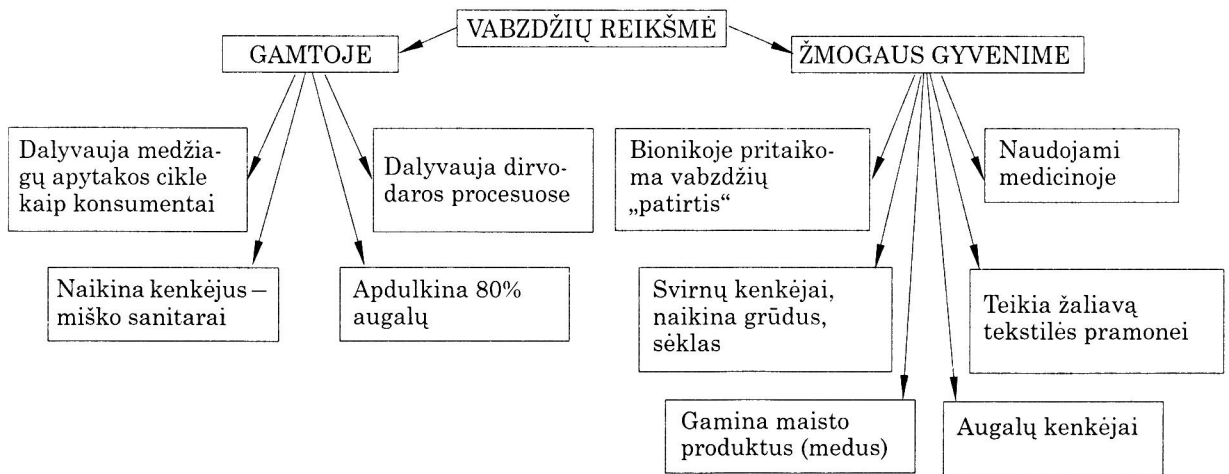 VABZDŽIŲ REIKŠMĖ
GAMTOJE
ŽMOGAUS GYVENIME
Dalyvauja medžia-
gų apytakos cikle
kaip konsumentai
Dalyvauja dirvo-
daros procesuose
Naikina kenkėjus –
miško sanitarai
Apdulkina 80%
augalų
Bionikoje pritaiko-
ma vabzdžių
„patirtis“
Naudojami
medicinoje
Svirnų kenkėjai,
naikina grūdus,
sėklas
Teikia žaliavą
tekstilės pramonei
Gamina maisto
produktus (medus)
Augalų kenkėjai